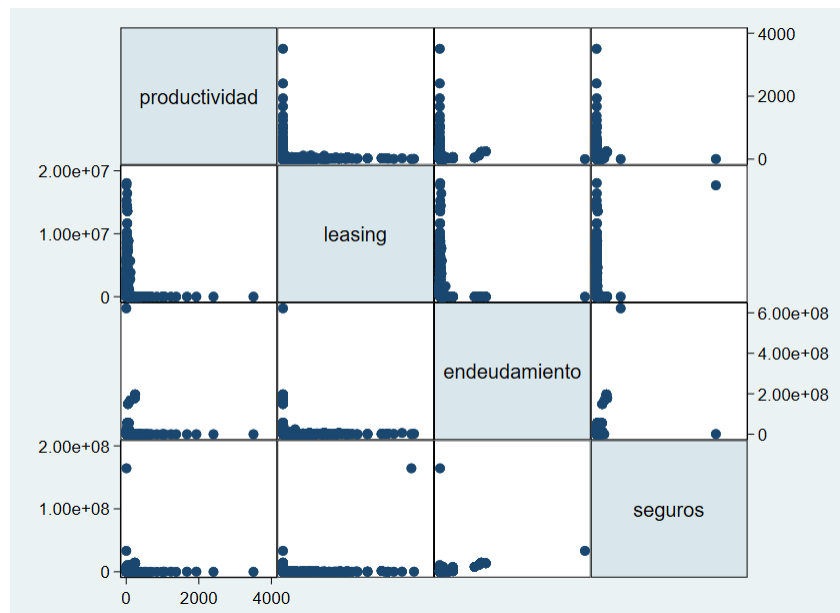 4000
productividad
2000
0
2.00e+07
1.00e+07
leasing
0
6.00e+08
4.00e+08
endeudamiento
2.00e+08
0
2.00e+08
1.00e+08
seguros
0
0 2000 4000